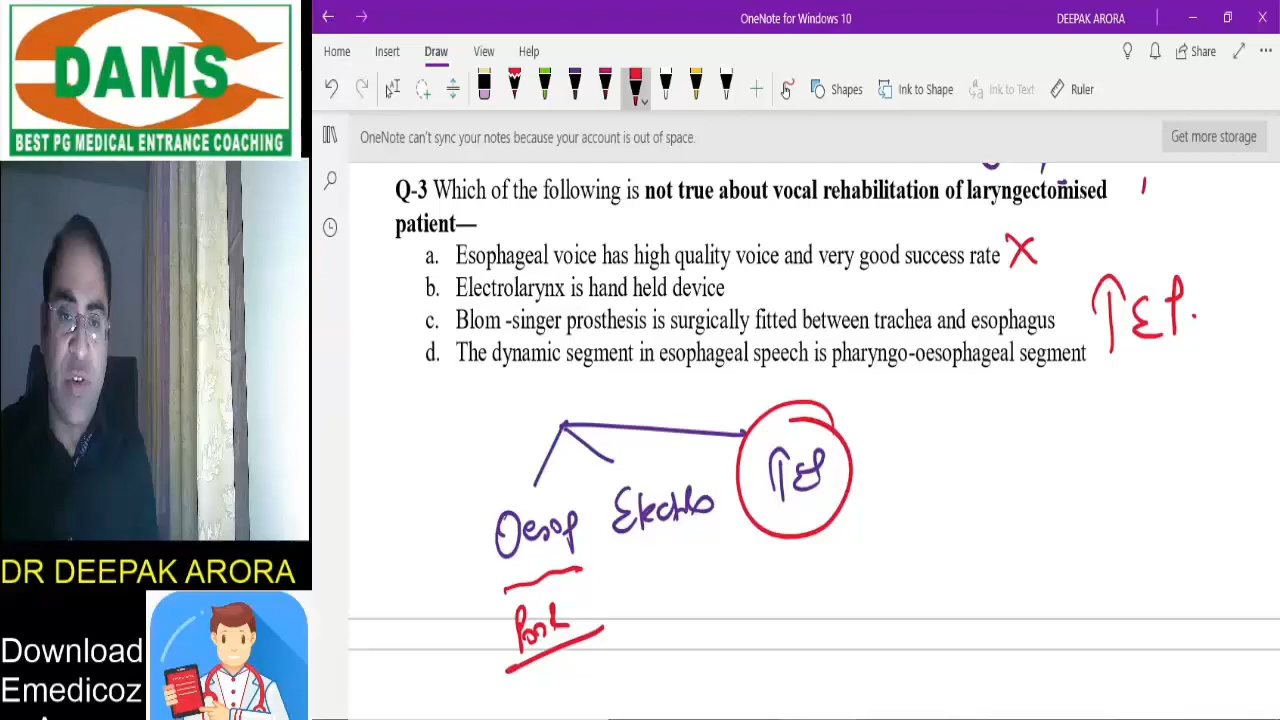 DAMS
BEST PG MEDICAL ENTRANCE COACHING
OneNote for Windows 10
DEEPAK ARORA
Home Insert Draw View Help
Share
Shapes
Ink to Shape
Ink to Text
Ruler
OneNote can't sync your notes because your account is out of space.
Get more storage
Q-3 Which of the following is not true about vocal rehabilitation of laryngectomised
patient—
a. Esophageal voice has high quality voice and very good success rate X
b. Electrolarynx is hand held device
c. Blom -singer prosthesis is surgically fitted between trachea and esophagus
TEP.
d. The dynamic segment in esophageal speech is pharyngo-oesophageal segment
Oesop
Electro
TEP
DR DEEPAK ARORA
Download
Emedicoz